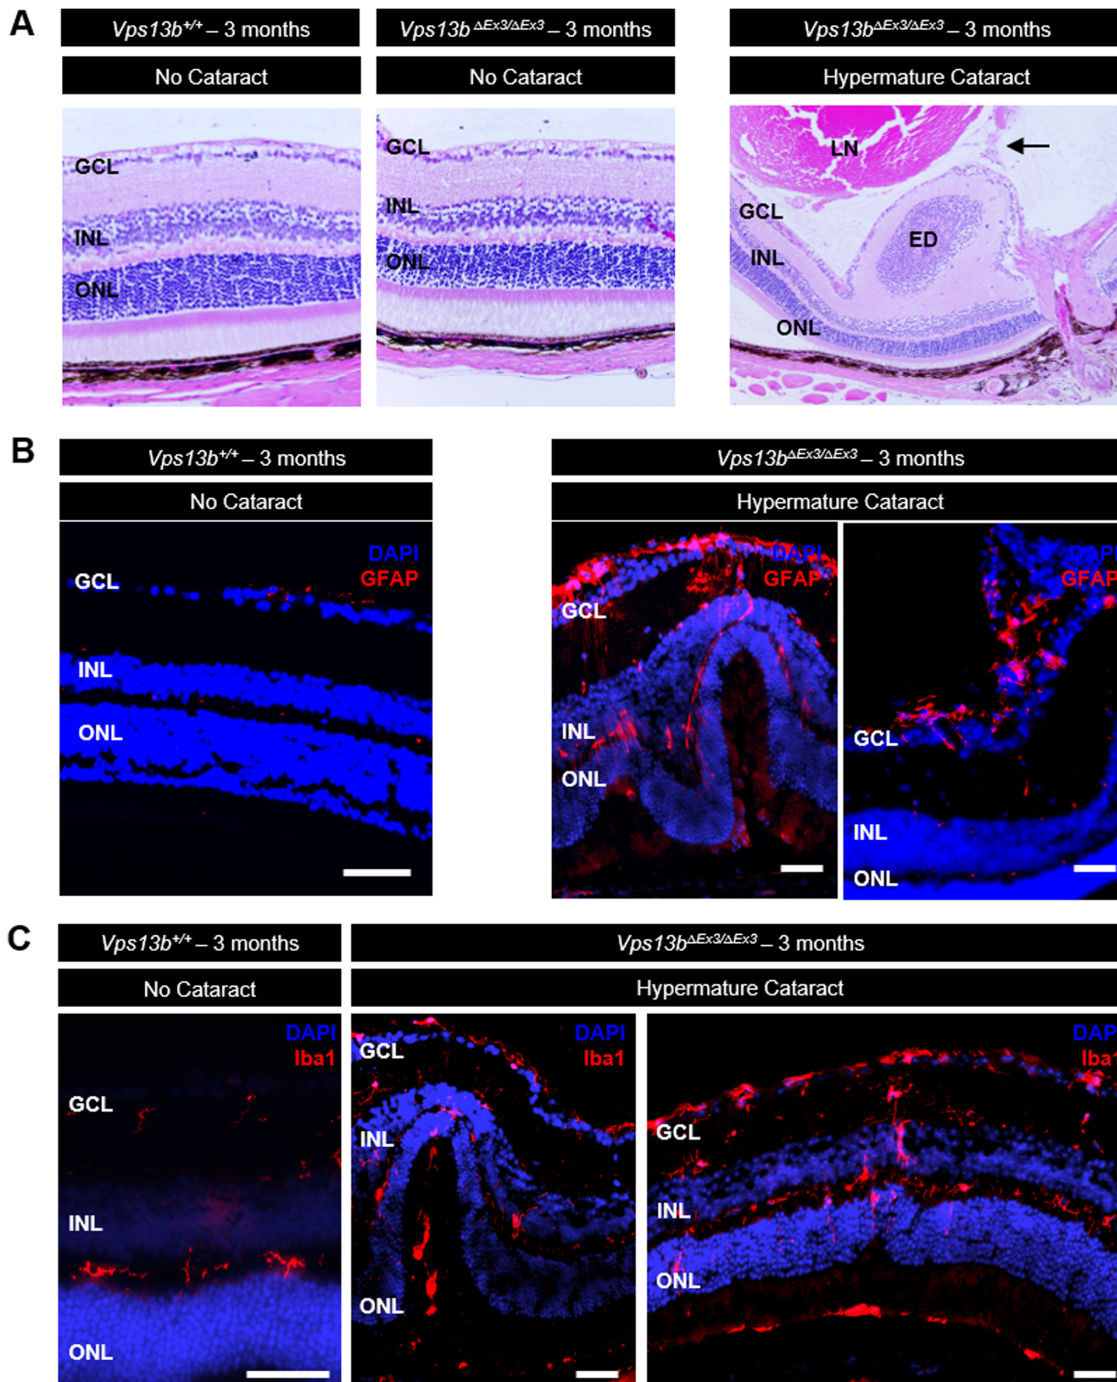 A
Vps13b+/+ – 3 months
Vps13bΔEx3/ΔEx3 – 3 months
Vps13bΔEx3/ΔEx3 – 3 months
No Cataract
No Cataract
Hypermature Cataract
GCL
INL
ONL
GCL
INL
ONL
LN
GCL
ED
INL
ONL
B
Vps13b+/+ – 3 months
Vps13bΔEx3/ΔEx3 – 3 months
No Cataract
Hypermature Cataract
DAPI
GFAP
GCL
INL
ONL
DAPI
GFAP
GCL
INL
ONL
DAPI
GFAP
GCL
INL
ONL
C
Vps13b+/+ – 3 months
Vps13bΔEx3/ΔEx3 – 3 months
No Cataract
Hypermature Cataract
DAPI
Iba1
GCL
INL
ONL
DAPI
Iba1
GCL
INL
ONL
DAPI
Iba1
GCL
INL
ONL